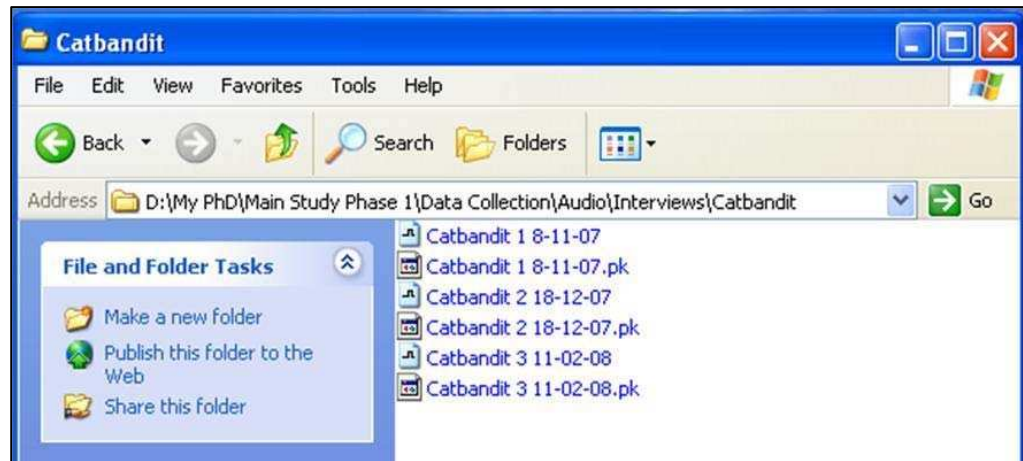 Catbandit
File Edit View Favorites Tools Help
Back Search Folders
Address D:\My PhD\Main Study Phase 1\Data Collection\Audio\Interviews\Catbandit Go
File and Folder Tasks
Make a new folder
Publish this folder to the
Web
Share this folder
Catbandit 1 8-11-07
Catbandit 1 8-11-07.pk
Catbandit 2 18-12-07
Catbandit 2 18-12-07.pk
Catbandit 3 11-02-08
Catbandit 3 11-02-08.pk